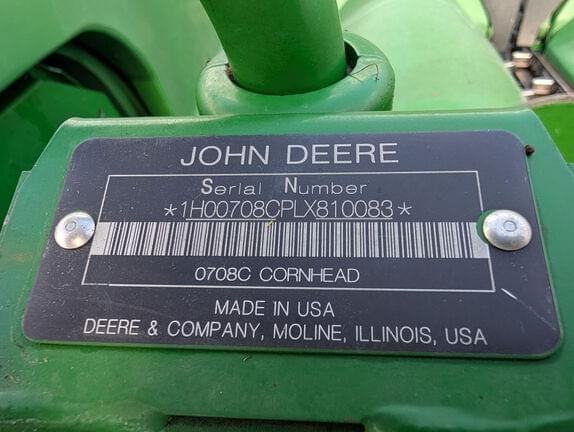 JOHN DEERE
Serial Number
*1H00708CPLX810083*
0708C CORNHEAD
MADE IN USA
DEERE & COMPANY, MOLINE, ILLINOIS, USA